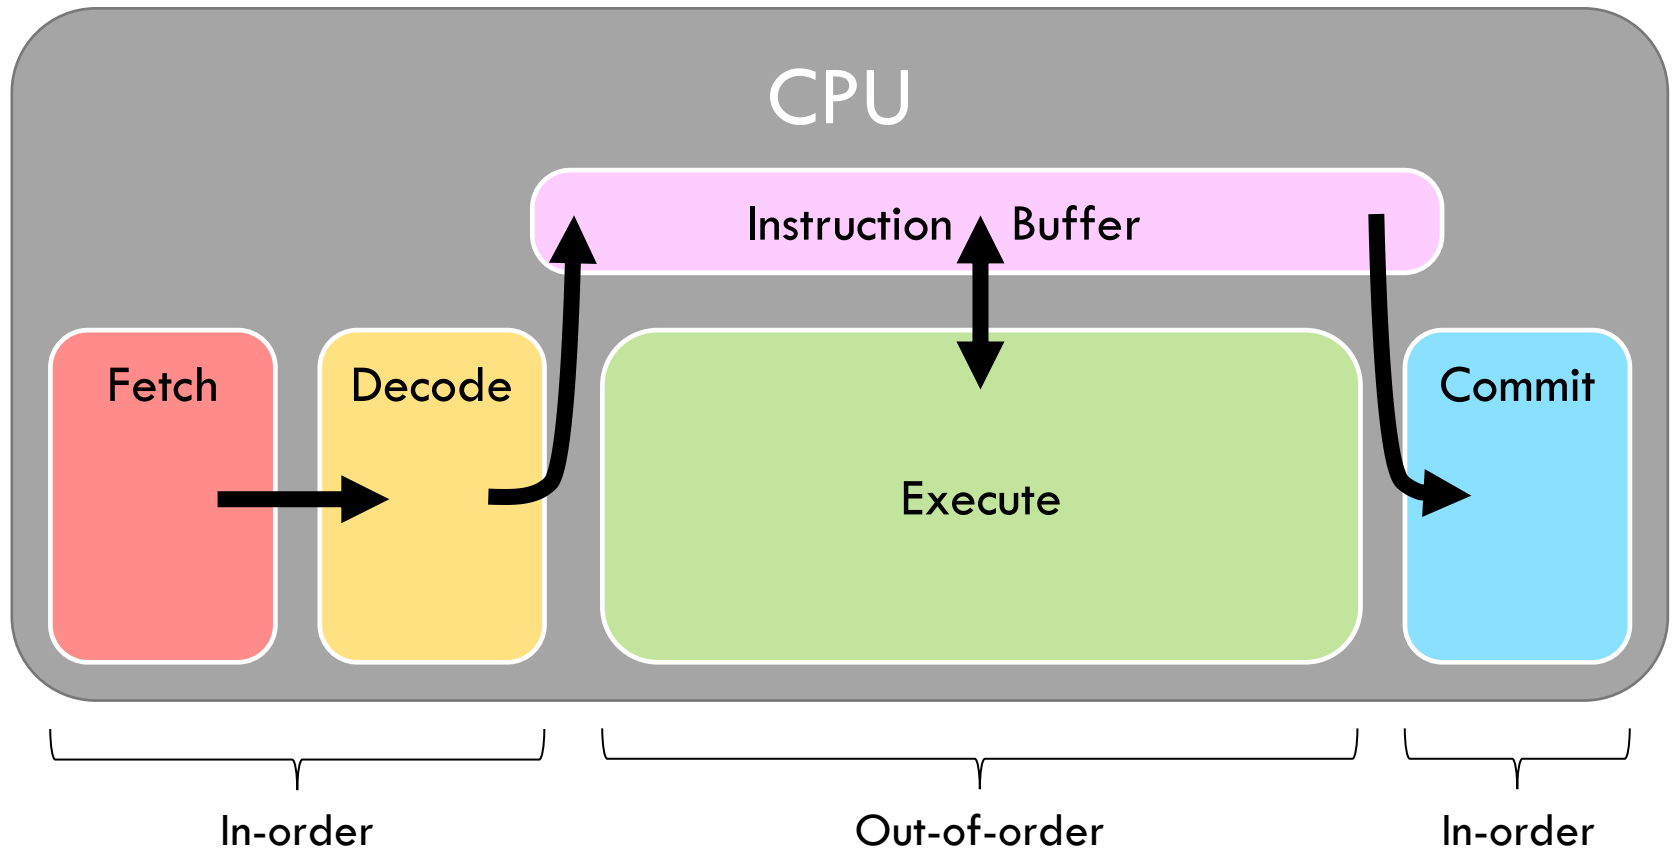 CPU
Instruction Buffer
Fetch
Decode
Execute
Commit
In-order
Out-of-order
In-order